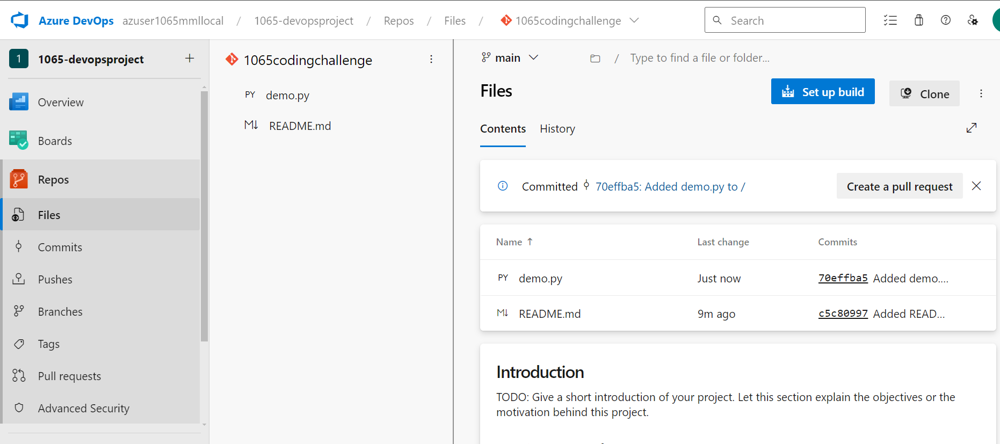 Azure DevOps azuser1065mmllocal / 1065-devopsproject / Repos / Files / 1065codingchallenge
Search
1 1065-devopsproject +
Overview
Boards
Repos
Files
Commits
Pushes
Branches
Tags
Pull requests
Advanced Security
1065codingchallenge
PY demo.py
M↓ README.md
main / Type to find a file or folder...
Files
Set up build
Clone
Contents History
Committed 70effba5: Added demo.py to /
Create a pull request
Name ↑ Last change Commits
PY demo.py Just now 70effba5 Added demo....
M↓ README.md 9m ago c5c80997 Added READ...
Introduction
TODO: Give a short introduction of your project. Let this section explain the objectives or the
motivation behind this project.